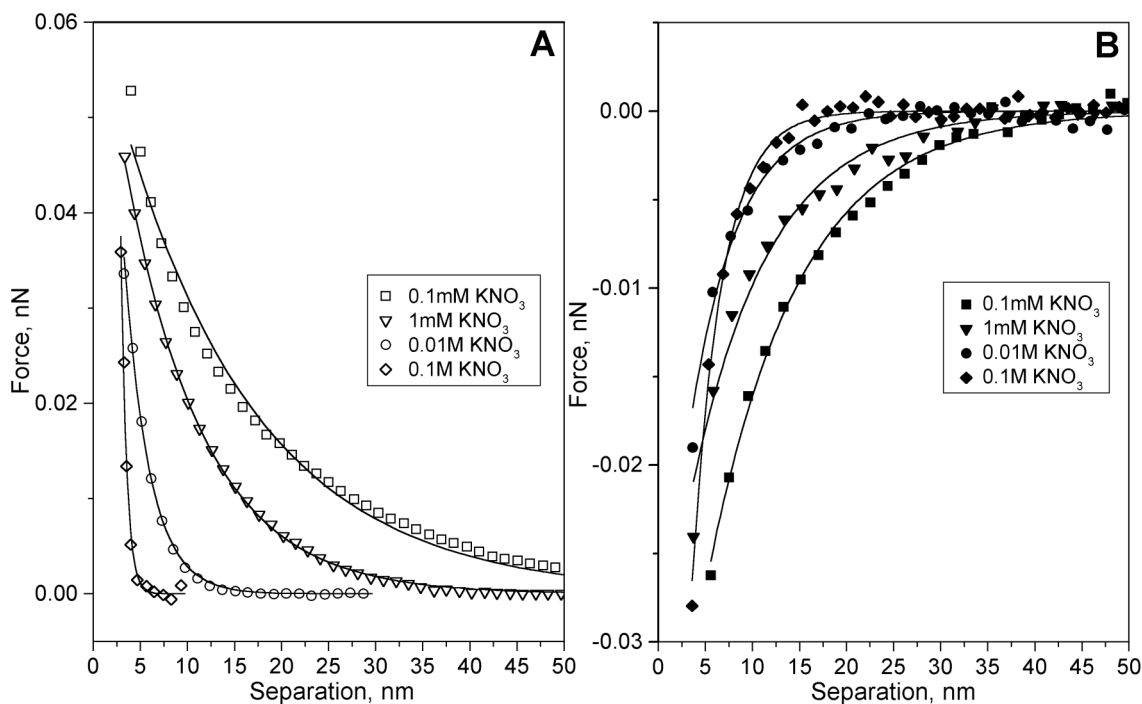 A
0.06
0.04
0.02
0.00
Force, nN
0 5 10 15 20 25 30 35 40 45 50
Separation, nm
0.1mM KNO₃
1mM KNO₃
0.01M KNO₃
0.1M KNO₃
B
0.00
-0.01
-0.02
-0.03
Force, nN
0 5 10 15 20 25 30 35 40 45 50
Separation, nm
0.1mM KNO₃
1mM KNO₃
0.01M KNO₃
0.1M KNO₃